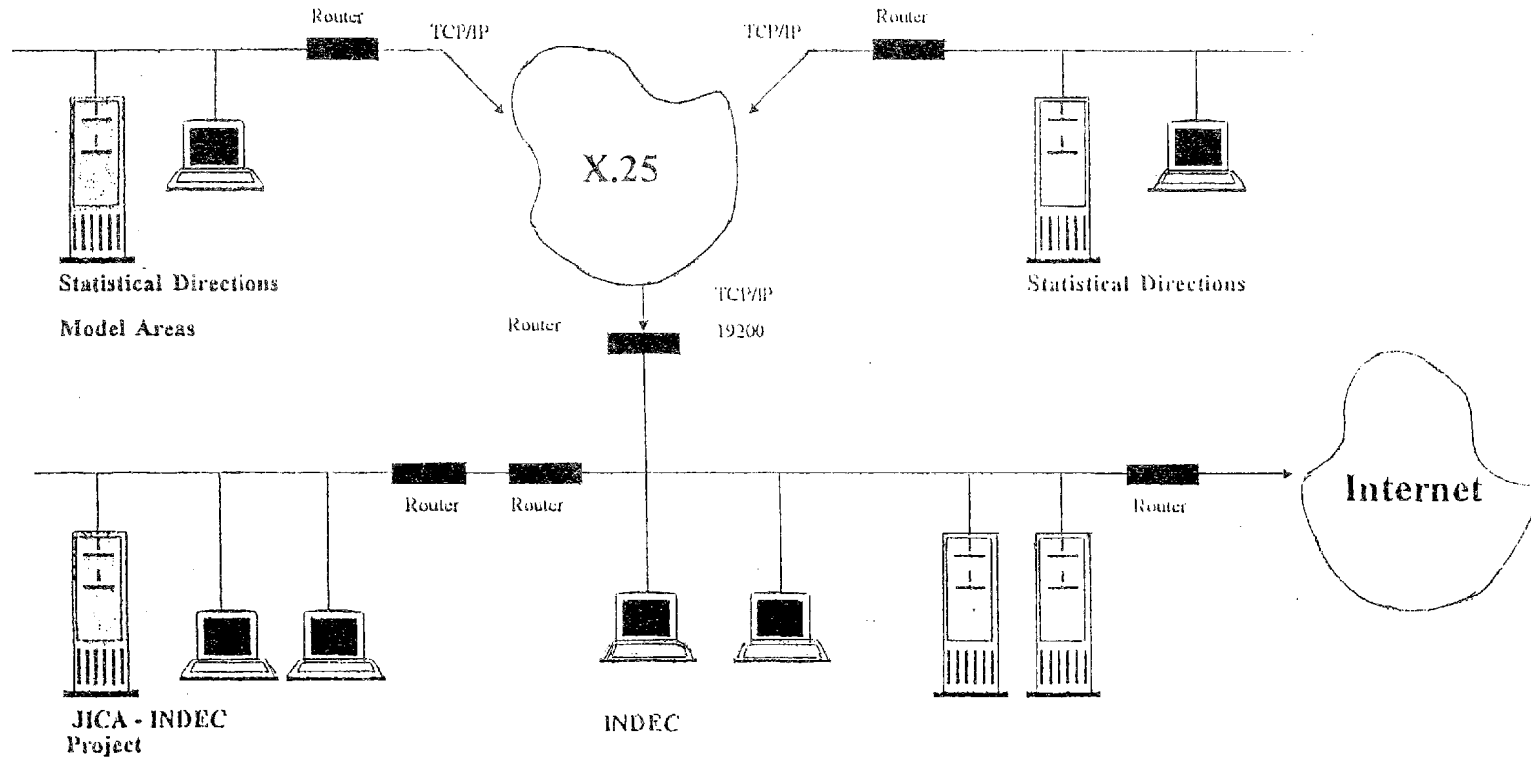 Router
TCP/IP
TCP/IP
Router
X.25
Statistical Directions
Model Areas
Statistical Directions
TCP/IP
Router
19200
Internet
Router
Router
Router
JICA - INDEC
Project
INDEC